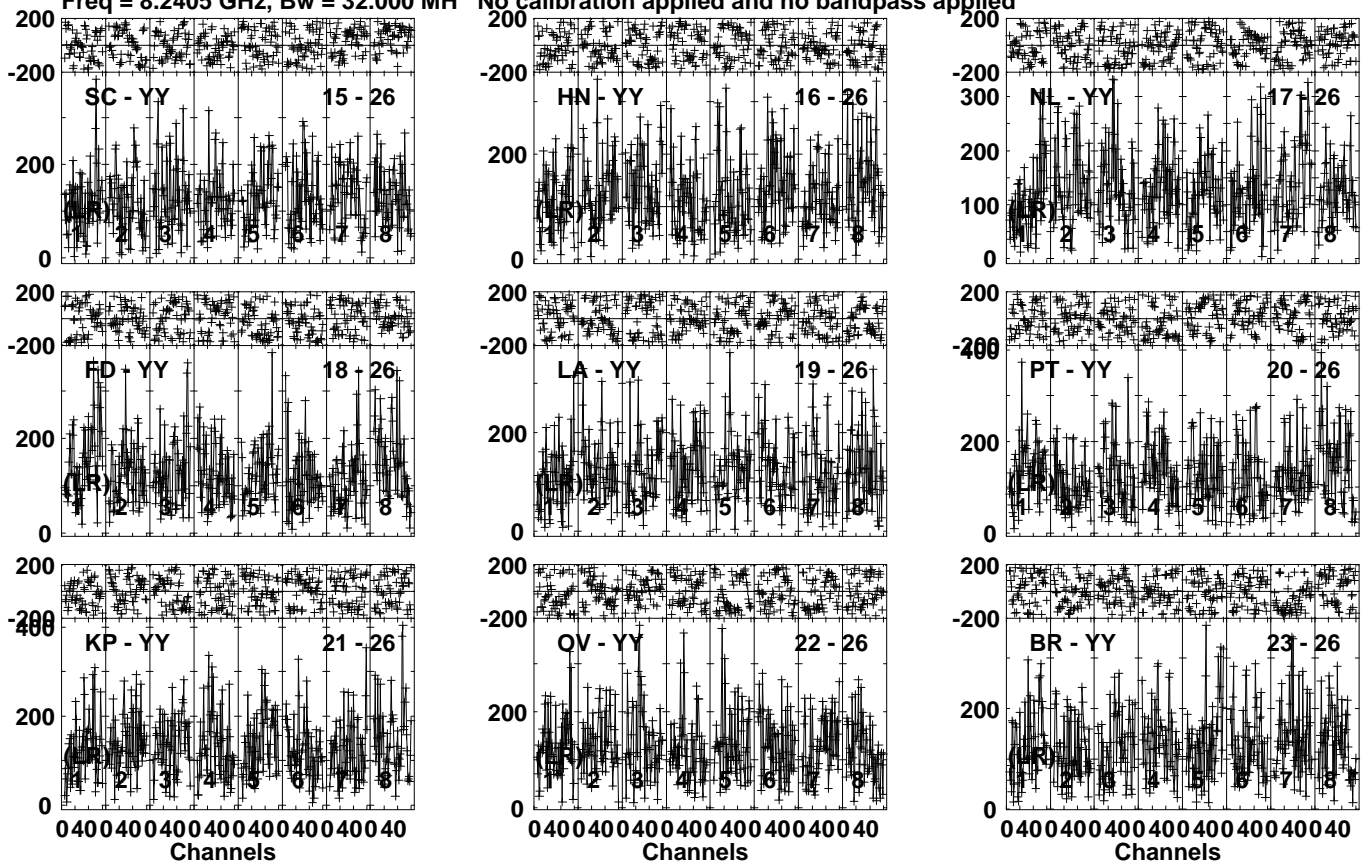 Freq = 8.2405 GHz, Bw = 32.000 MH No calibration applied and no bandpass applied
200 200 200
-200 -200 -200
SC - YY 15 - 26 HN - YY 16 - 26 NL - YY 17 - 26
300
200 200 200
100
(LR) (LR) (LR)
1 2 3 4 5 6 7 8 1 2 3 4 5 6 7 8 1 2 3 4 5 6 7 8
0 0 0
200 200 200
-200 -200 -200
400
FD - YY 18 - 26 LA - YY 19 - 26 PT - YY 20 - 26
200 200 200
(LR) (LR) (LR)
1 2 3 4 5 6 7 8 1 2 3 4 5 6 7 8 1 2 3 4 5 6 7 8
0 0 0
200 200 200
-200 -200 -200
400
KP - YY 21 - 26 OV - YY 22 - 26 BR - YY 23 - 26
200 200 200
(LR) (LR) (LR)
1 2 3 4 5 6 7 8 1 2 3 4 5 6 7 8 1 2 3 4 5 6 7 8
0 0 0
0 40 0 40 0 40 0 40 0 40 0 40 0 40 0 40 0 40 0 40 0 40 0 40 0 40 0 40 0 40 0 40 0 40 0 40 0 40 0 40 0 40 0 40 0 40 0 40
Channels Channels Channels